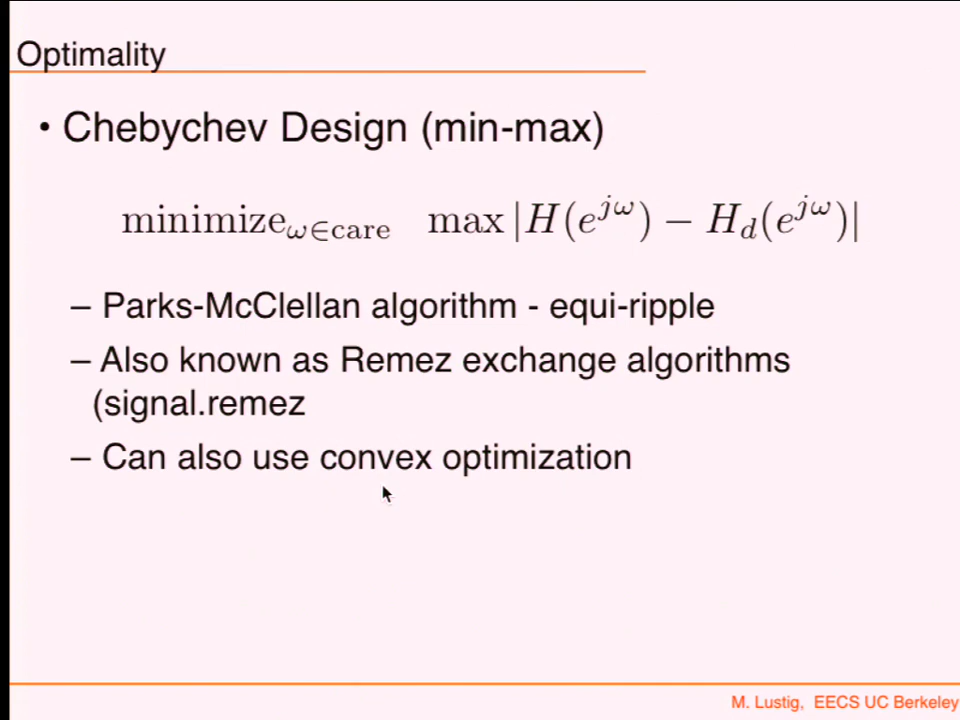 Optimality
• Chebychev Design (min-max)
minimize_{ω∈care} max |H(e^{jω}) − H_d(e^{jω})|
– Parks-McClellan algorithm - equi-ripple
– Also known as Remez exchange algorithms
(signal.remez
– Can also use convex optimization
M. Lustig, EECS UC Berkeley